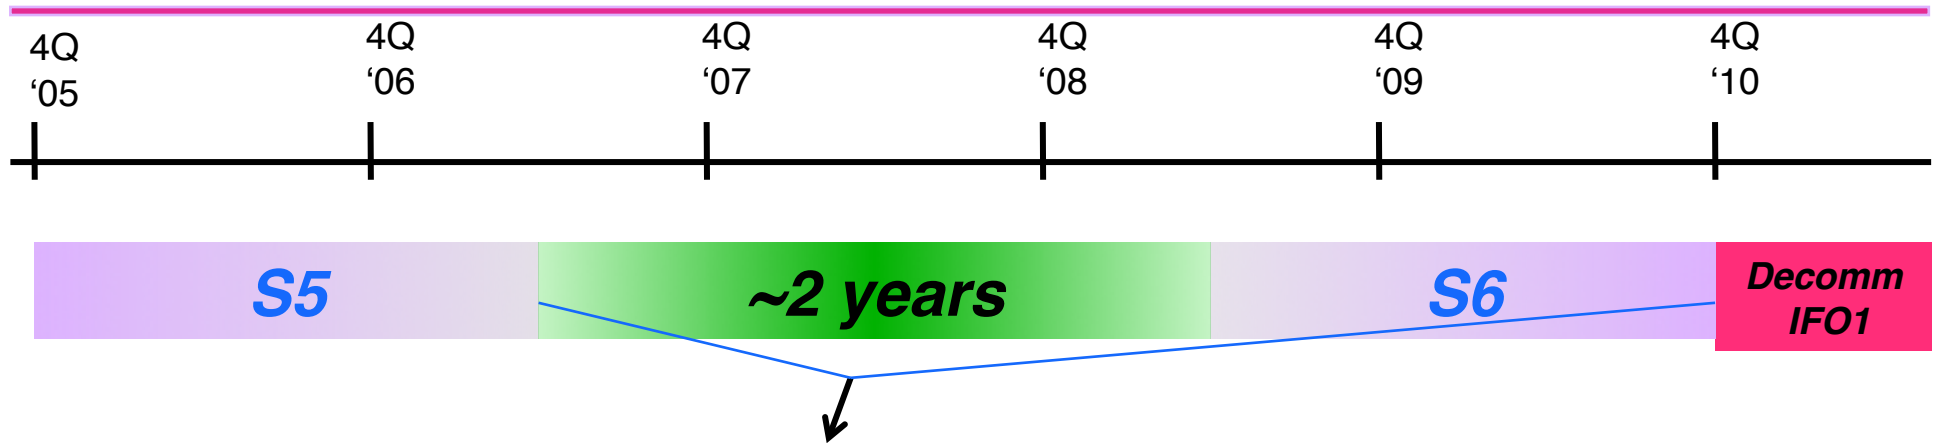 4Q 4Q 4Q 4Q 4Q 4Q
‘05 ‘06 ‘07 ‘08 ‘09 ‘10
S5 ~2 years S6 Decomm
IFO1